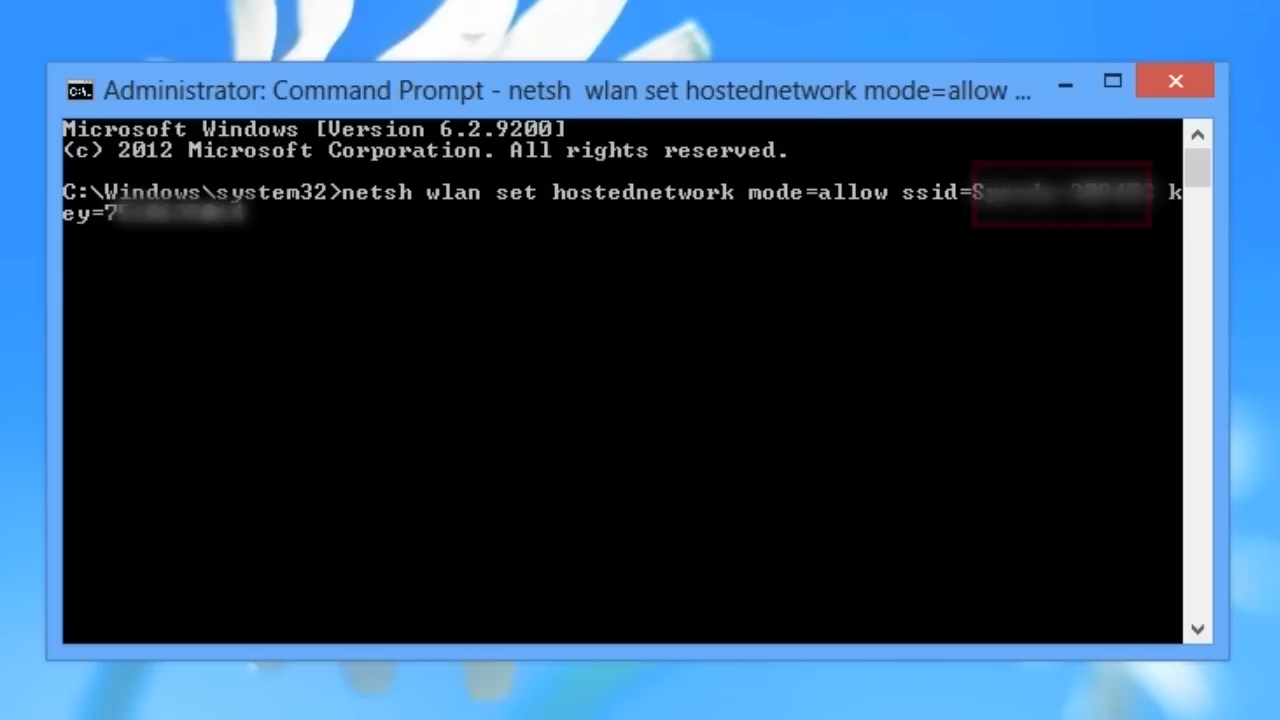 Administrator: Command Prompt - netsh  wlan set hostednetwork mode=allow ...
Microsoft Windows [Version 6.2.9200]
(c) 2012 Microsoft Corporation. All rights reserved.
C:\Windows\system32>netsh wlan set hostednetwork mode=allow ssid= k
ey=